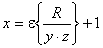 x = ε{R / (y · z)} + 1